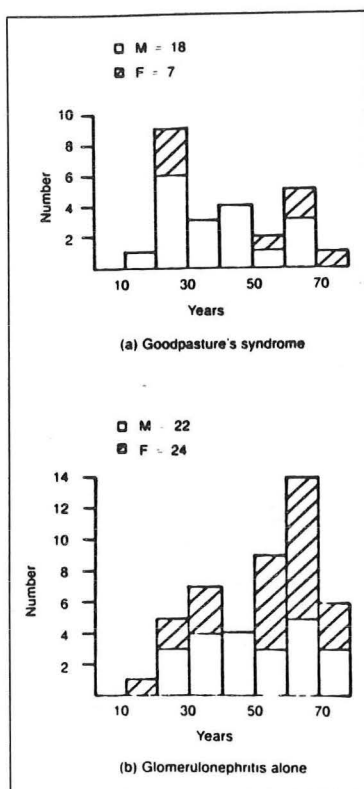 M = 18
F = 7
10
8
6
4
2
Number
10 30 50 70
Years
(a) Goodpasture's syndrome
M - 22
F - 24
14
12
10
8
6
4
2
Number
10 30 50 70
Years
(b) Glomerulonephritis alone